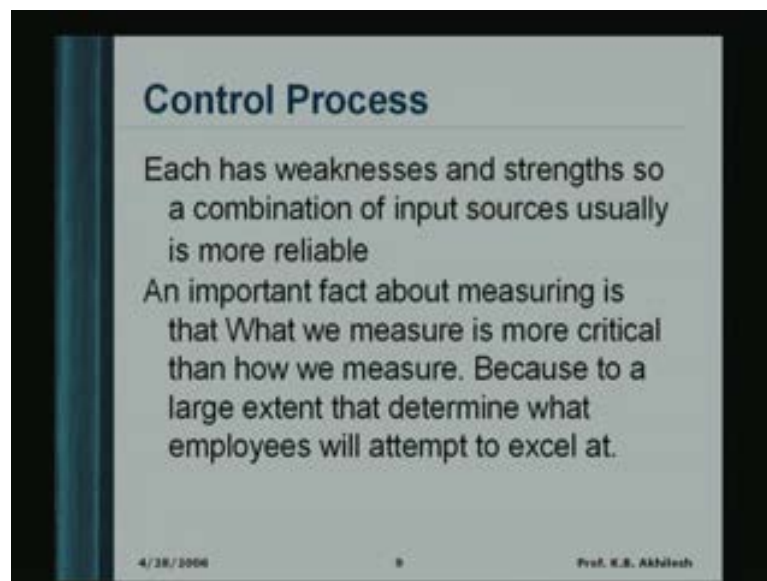 Control Process
Each has weaknesses and strengths so
a combination of input sources usually
is more reliable
An important fact about measuring is
that What we measure is more critical
than how we measure. Because to a
large extent that determine what
employees will attempt to excel at.
4/28/2006 9 Prof. K.B. Akhilesh